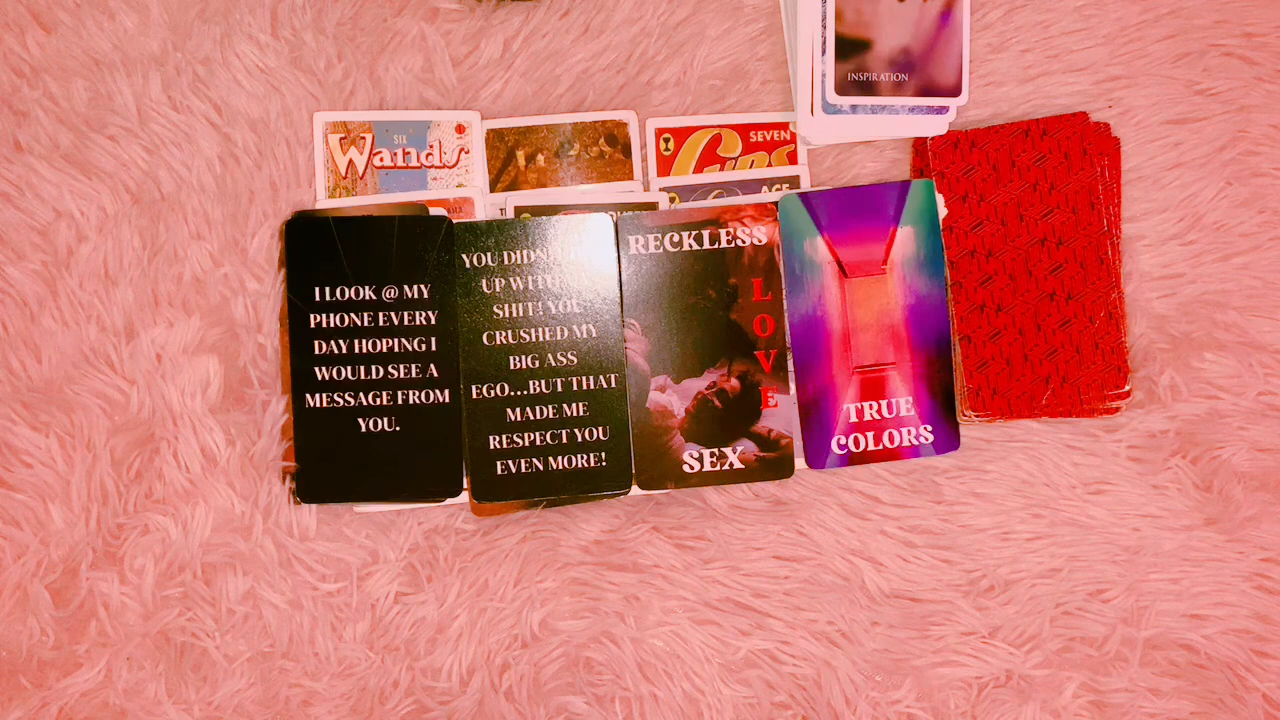 INSPIRATION
SIX
Wands
SEVEN
Cups
ACE
I LOOK @ MY
PHONE EVERY
DAY HOPING I
WOULD SEE A
MESSAGE FROM
YOU.
YOU
UP
SHIT! YOU
CRUSHED MY
BIG ASS
EGO...BUT THAT
MADE ME
RESPECT YOU
EVEN MORE!
RECKLESS
LOVE
SEX
TRUE
COLORS